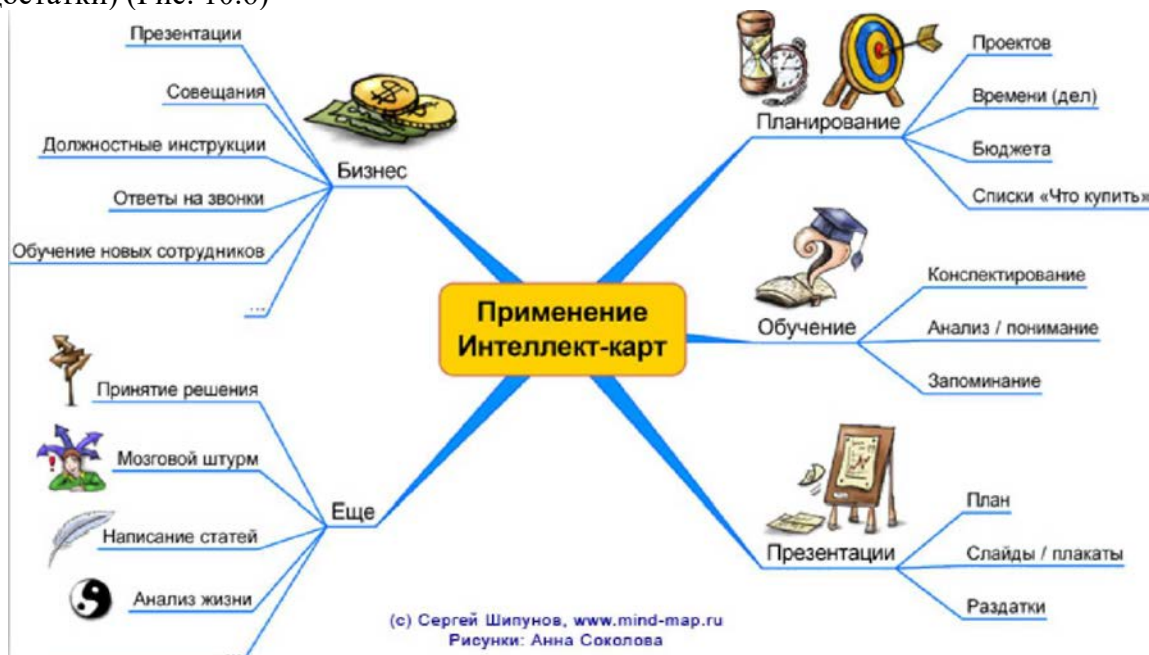 Презентации
Совещания
Должностные инструкции
Ответы на звонки
Обучение новых сотрудников
...
Бизнес
Планирование
Проектов
Времени (дел)
Бюджета
Списки «Что купить»
Применение
Интеллект-карт
Обучение
Конспектирование
Анализ / понимание
Запоминание
Принятие решения
Мозговой штурм
Написание статей
Анализ жизни
...
Еще
Презентации
План
Слайды / плакаты
Раздатки
(с) Сергей Шипунов, www.mind-map.ru
Рисунки: Анна Соколова